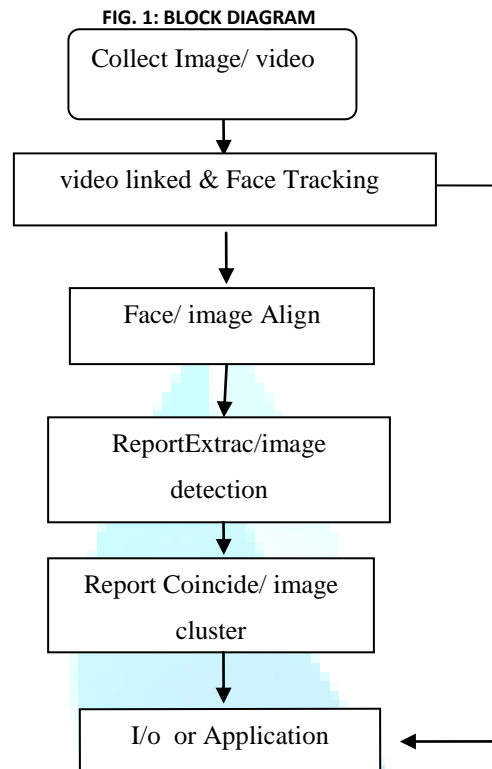 FIG. 1: BLOCK DIAGRAM
Collect Image/ video
video linked & Face Tracking
Face/ image Align
ReportExtrac/image
detection
Report Coincide/ image
cluster
I/o or Application